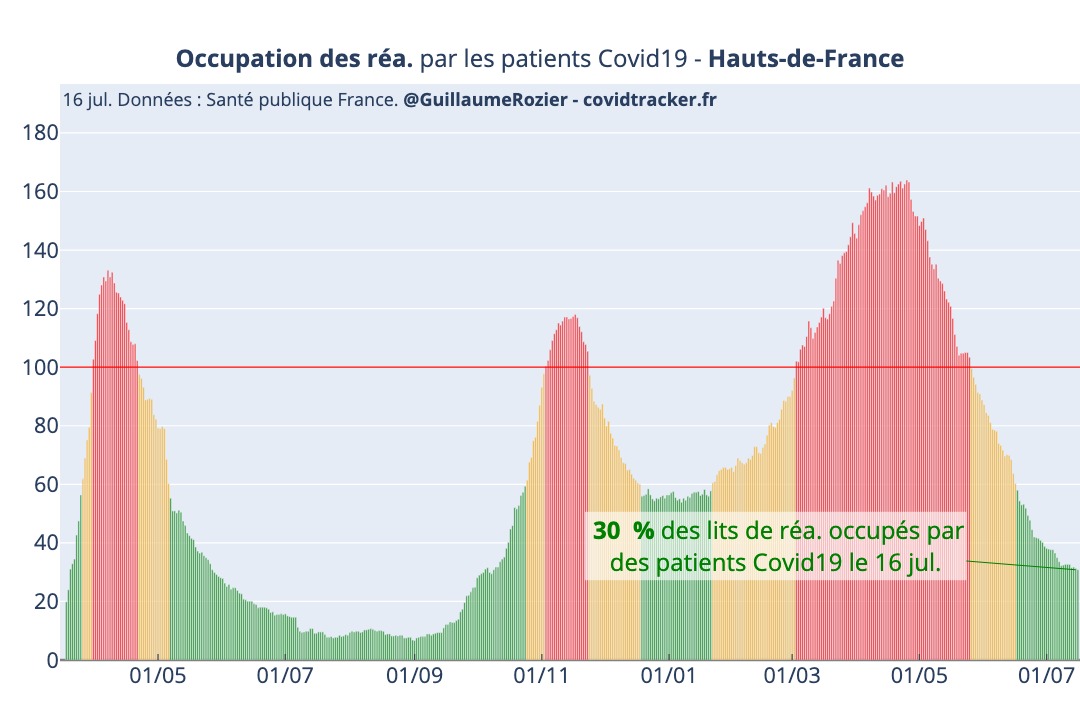 Occupation des réa. par les patients Covid19 - Hauts-de-France
16 jul. Données : Santé publique France. @GuillaumeRozier - covidtracker.fr
180
160
140
120
100
80
60
40
20
0
30 % des lits de réa. occupés par
des patients Covid19 le 16 jul.
01/05 01/07 01/09 01/11 01/01 01/03 01/05 01/07